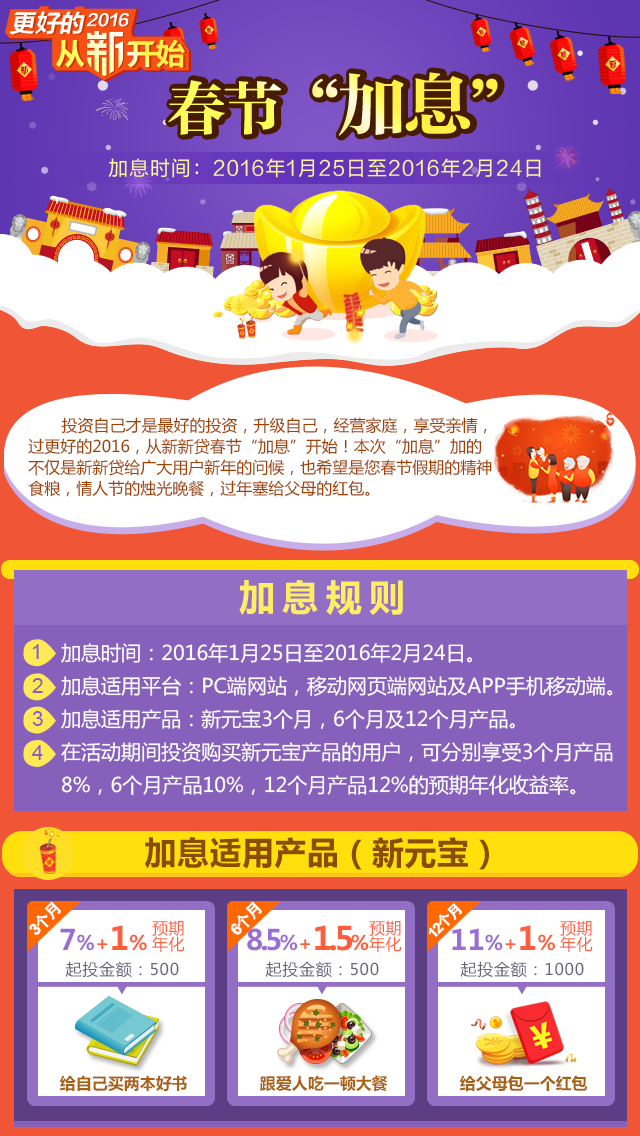 更好的2016
从新开始
春节“加息”
加息时间：2016年1月25日至2016年2月24日
投资自己才是最好的投资，升级自己，经营家庭，享受亲情，
过更好的2016，从新新贷春节“加息”开始！本次“加息”加的
不仅是新新贷给广大用户新年的问候，也希望是您春节假期的精神
食粮，情人节的烛光晚餐，过年塞给父母的红包。
加息规则
1 加息时间：2016年1月25日至2016年2月24日。
2 加息适用平台：PC端网站，移动网页端网站及APP手机移动端。
3 加息适用产品：新元宝3个月，6个月及12个月产品。
4 在活动期间投资购买新元宝产品的用户，可分别享受3个月产品
8%，6个月产品10%，12个月产品12%的预期年化收益率。
加息适用产品（新元宝）
3个月
7%+1%预期年化
起投金额：500
给自己买两本好书
6个月
8.5%+1.5%预期年化
起投金额：500
跟爱人吃一顿大餐
12个月
11%+1%预期年化
起投金额：1000
¥
给父母包一个红包